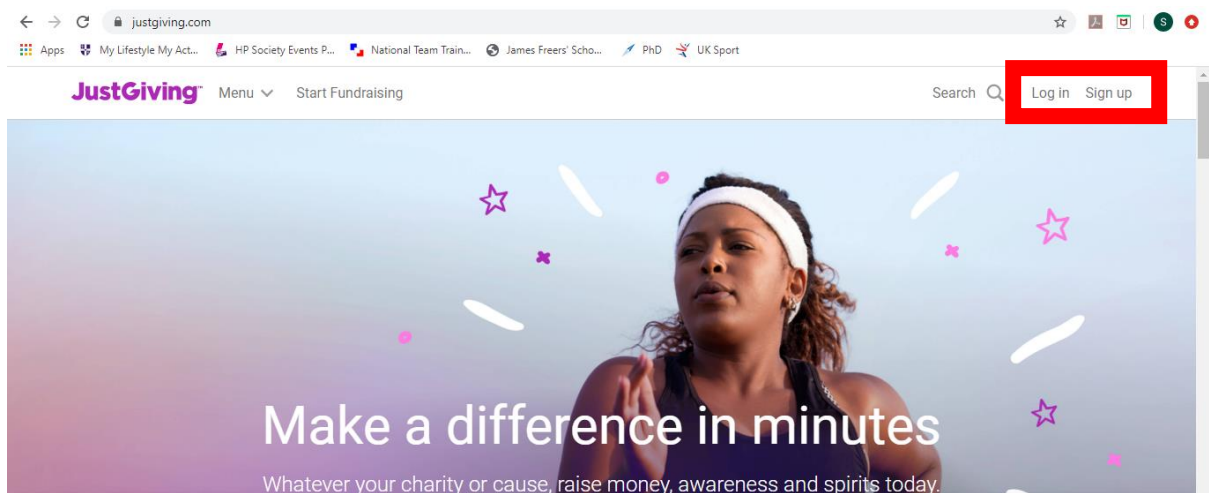 justgiving.com
S
Apps My Lifestyle My Act... HP Society Events P... National Team Train... James Freers' Scho... PhD UK Sport
JustGiving™ Menu Start Fundraising Search Log in Sign up
Make a difference in minutes
Whatever your charity or cause, raise money, awareness and spirits today.